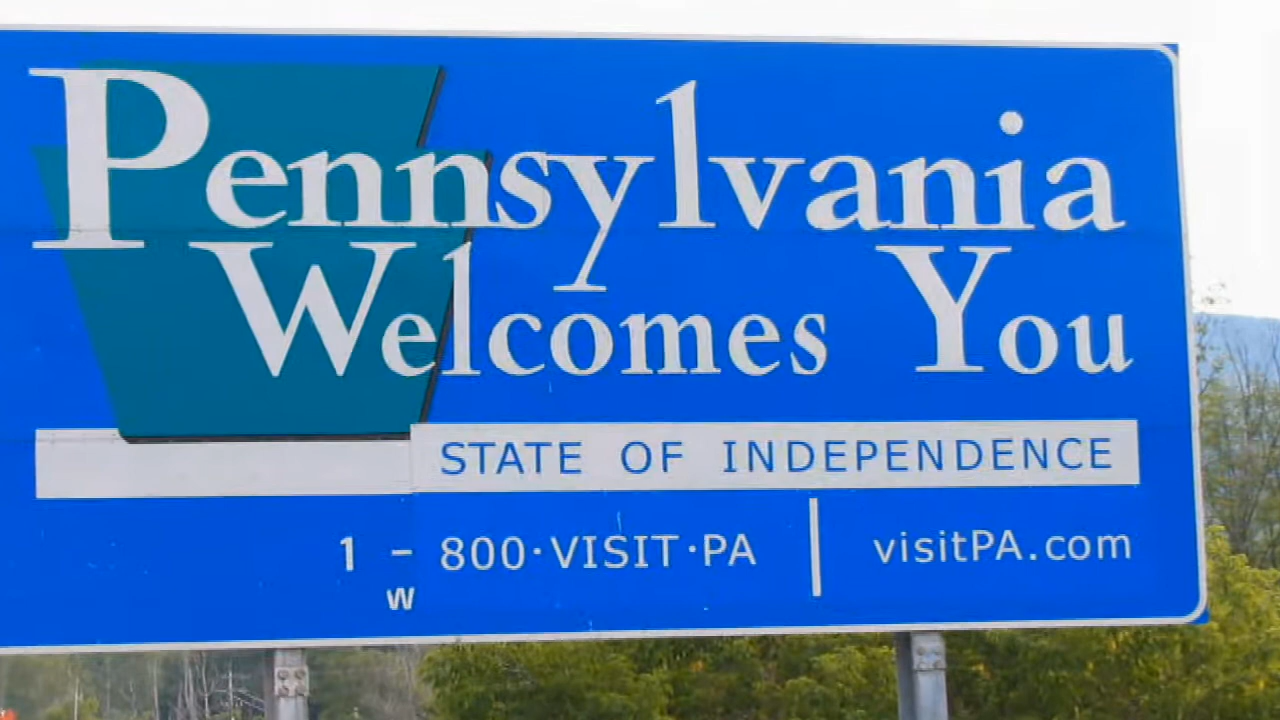 Pennsylvania
Welcomes You
STATE OF INDEPENDENCE
1 - 800·VISIT·PA | visitPA.com
W